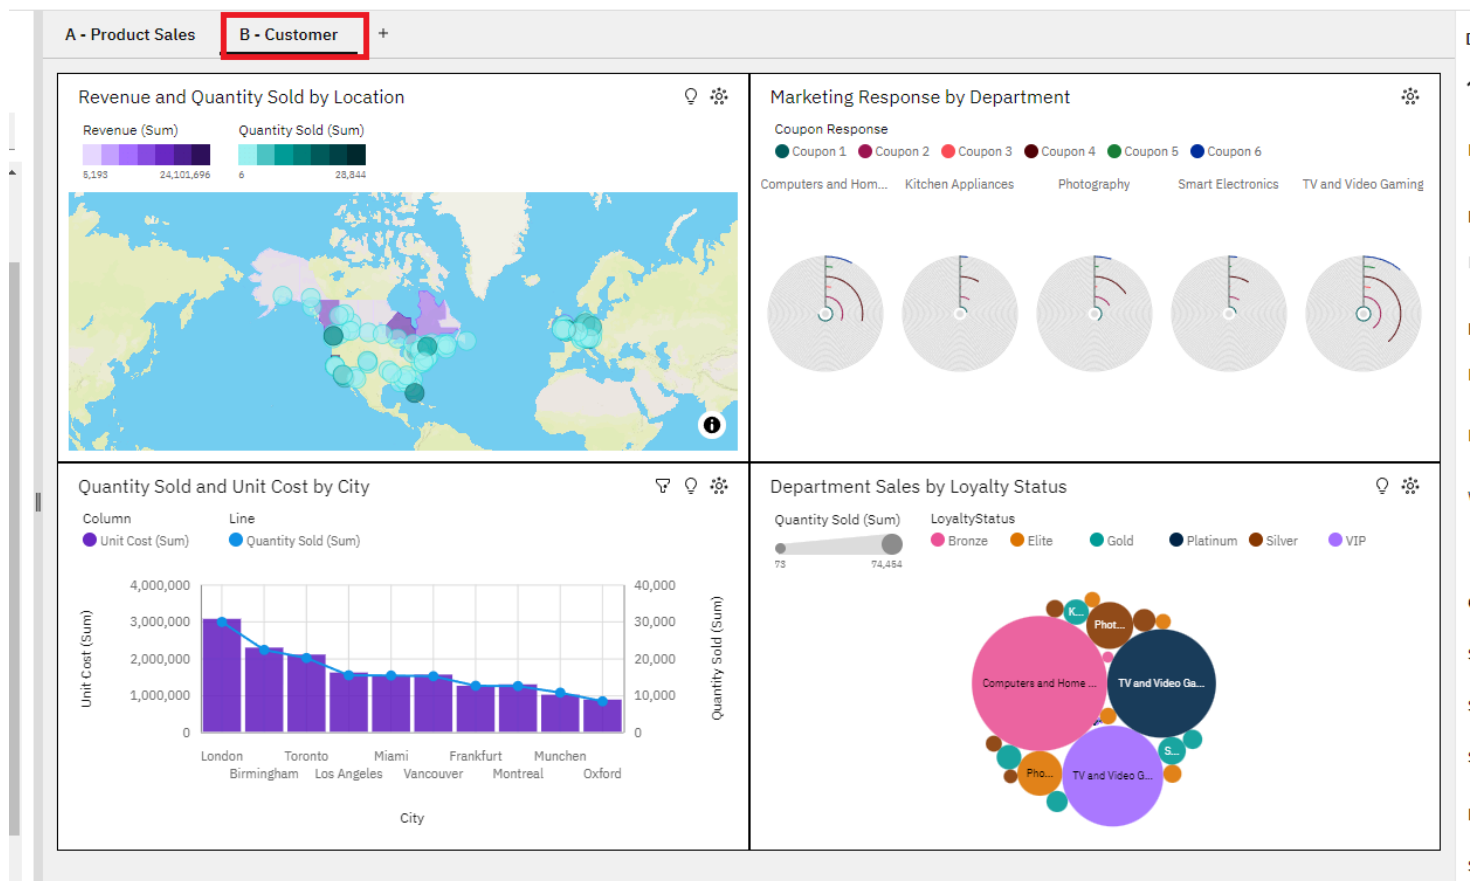 A - Product Sales
B - Customer
+
Revenue and Quantity Sold by Location
Revenue (Sum)
Quantity Sold (Sum)
5,193
24,101,696
6
28,844
Marketing Response by Department
Coupon Response
Coupon 1
Coupon 2
Coupon 3
Coupon 4
Coupon 5
Coupon 6
Computers and Hom...
Kitchen Appliances
Photography
Smart Electronics
TV and Video Gaming
Quantity Sold and Unit Cost by City
Column
Line
Unit Cost (Sum)
Quantity Sold (Sum)
4,000,000
3,000,000
2,000,000
1,000,000
0
Unit Cost (Sum)
40,000
30,000
20,000
10,000
0
Quantity Sold (Sum)
London
Birmingham
Toronto
Los Angeles
Miami
Vancouver
Frankfurt
Montreal
Munchen
Oxford
City
Department Sales by Loyalty Status
Quantity Sold (Sum)
73
74,454
LoyaltyStatus
Bronze
Elite
Gold
Platinum
Silver
VIP
K...
Phot...
Computers and Home ...
TV and Video Ga...
S...
Pho...
TV and Video G...